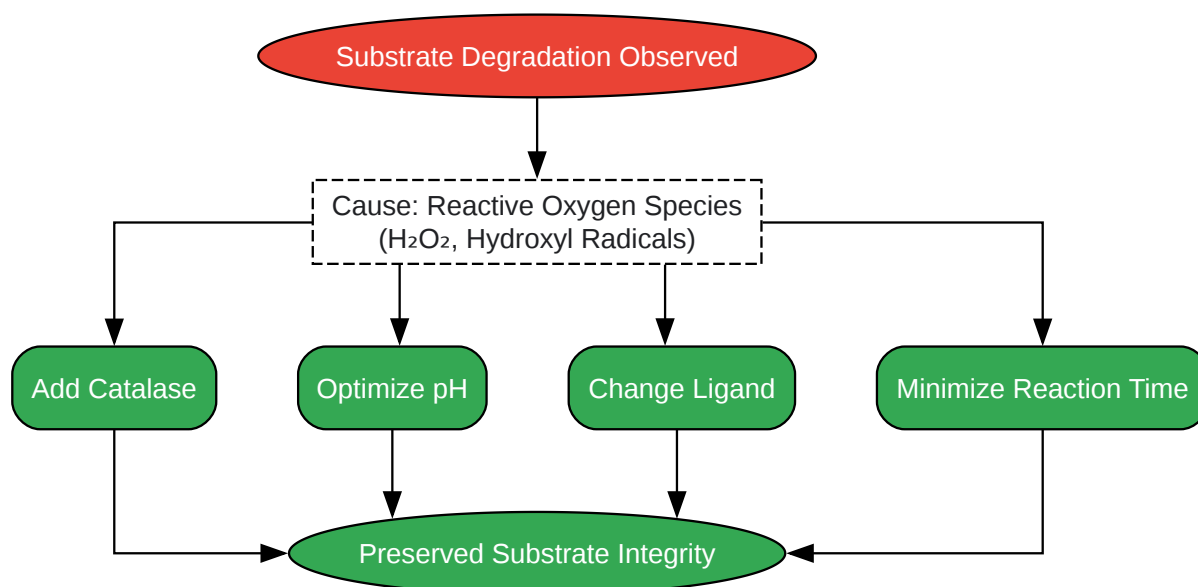 Substrate Degradation Observed
Cause: Reactive Oxygen Species
(H₂O₂, Hydroxyl Radicals)
Add Catalase
Optimize pH
Change Ligand
Minimize Reaction Time
Preserved Substrate Integrity